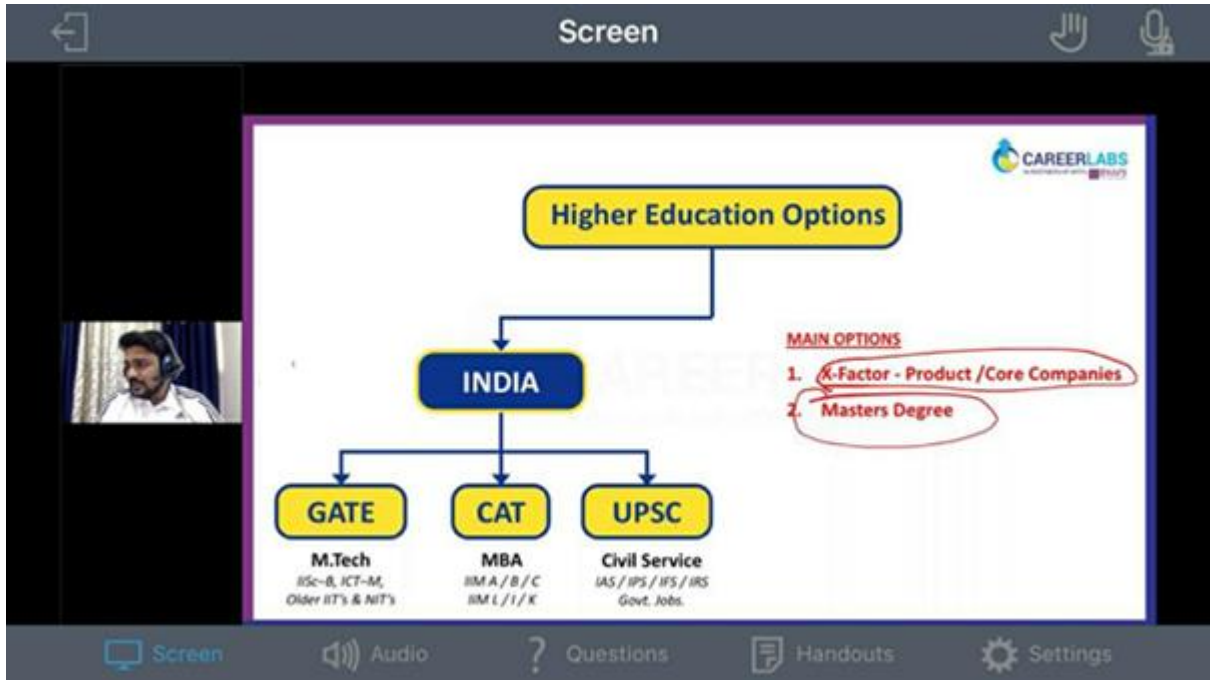 Screen
CAREERLABS
Higher Education Options
INDIA
MAIN OPTIONS
1. X-Factor - Product /Core Companies
2. Masters Degree
GATE
CAT
UPSC
M.Tech
IISc–B, ICT–M,
Older IIT's & NIT's
MBA
IIM A / B / C
IIM L / I / K
Civil Service
IAS / IPS / IFS / IRS
Govt. Jobs.
Screen
Audio
? Questions
Handouts
Settings